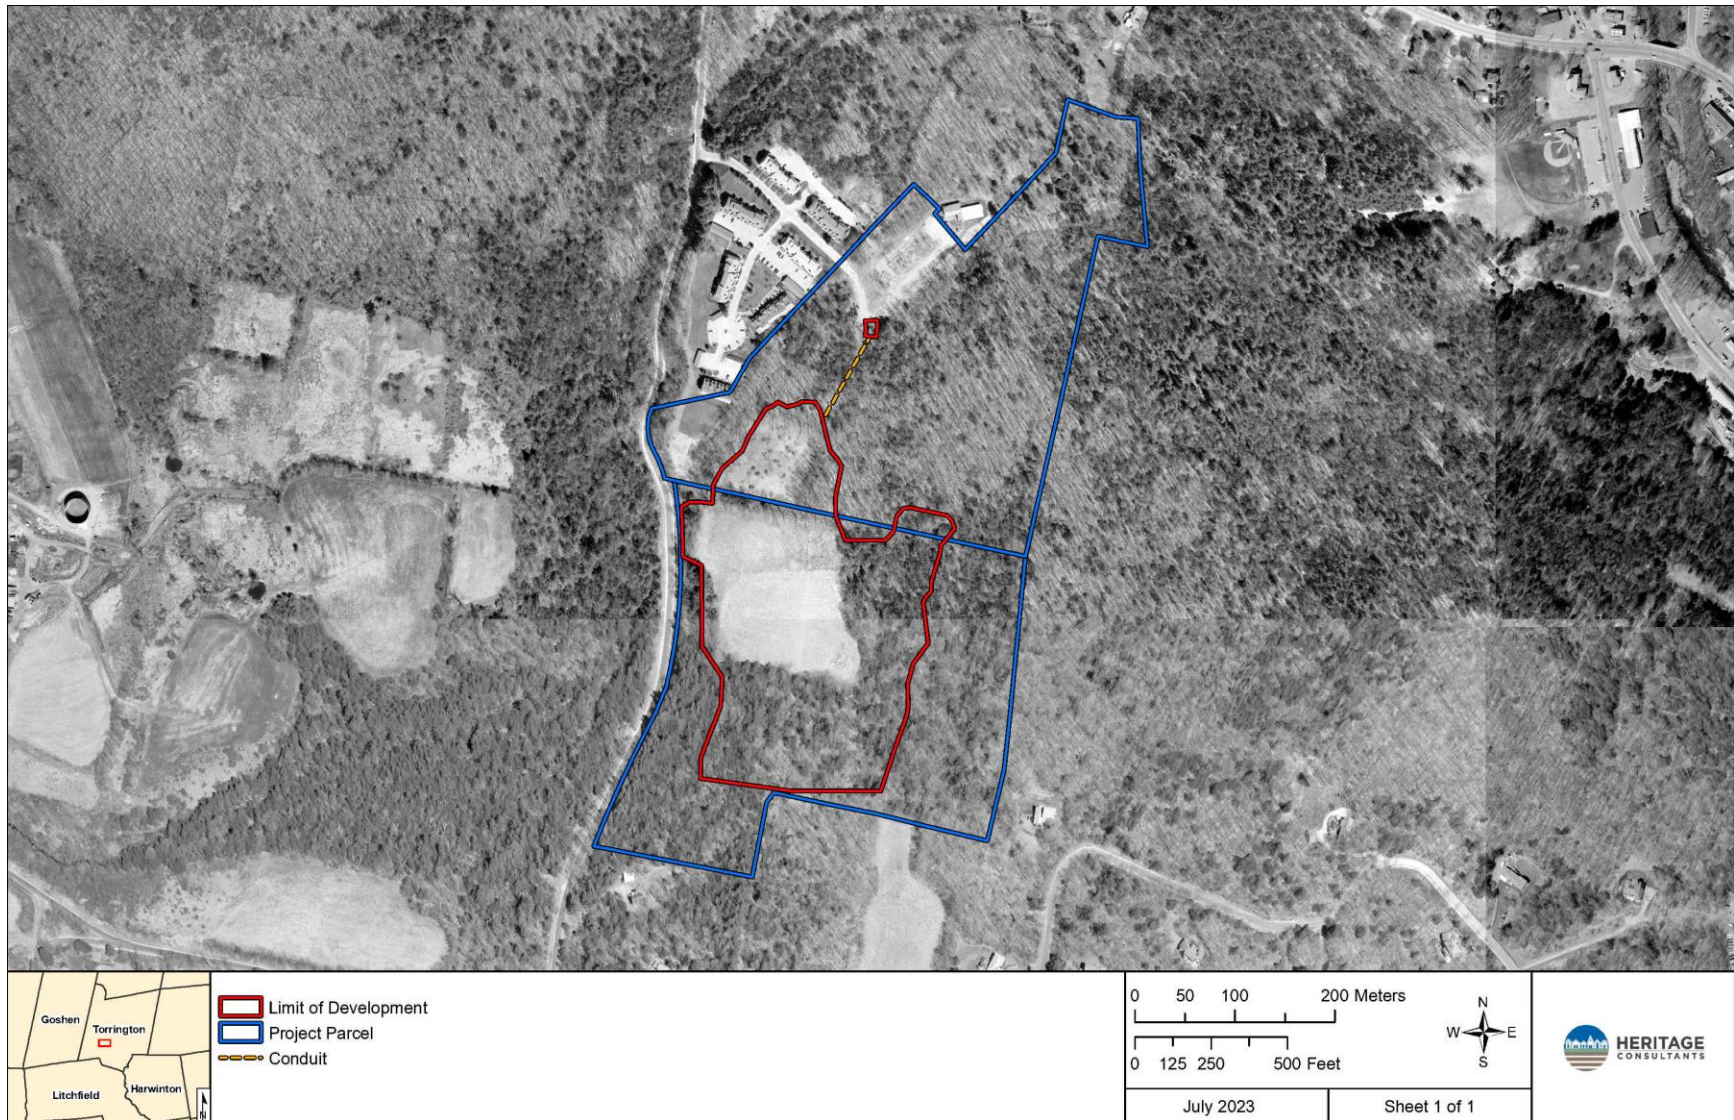 Goshen
Torrington
Litchfield
Harwinton
N
Limit of Development
Project Parcel
Conduit
0 50 100 200 Meters
0 125 250 500 Feet
N
W E
S
July 2023
Sheet 1 of 1
HERITAGE
CONSULTANTS